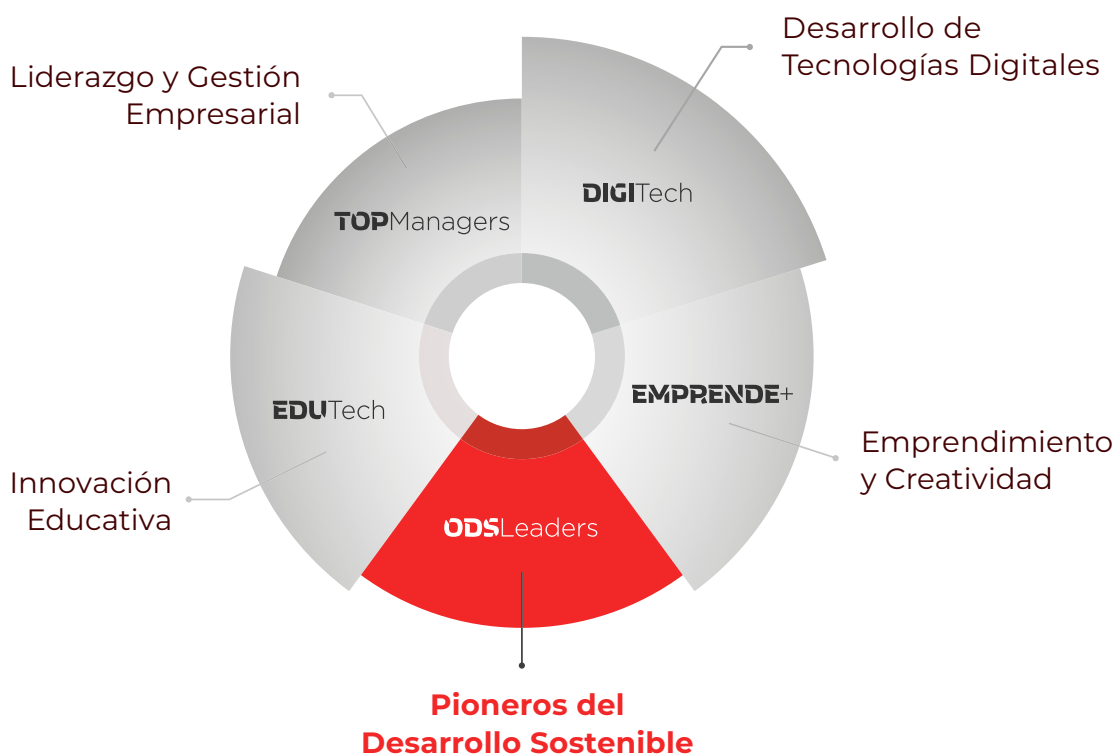 Desarrollo de
Tecnologías Digitales
Liderazgo y Gestión
Empresarial
DIGITech
TOPManagers
EMPRENDE+
EDUTech
Emprendimiento
y Creatividad
Innovación
Educativa
ODSLeaders
Pioneros del
Desarrollo Sostenible